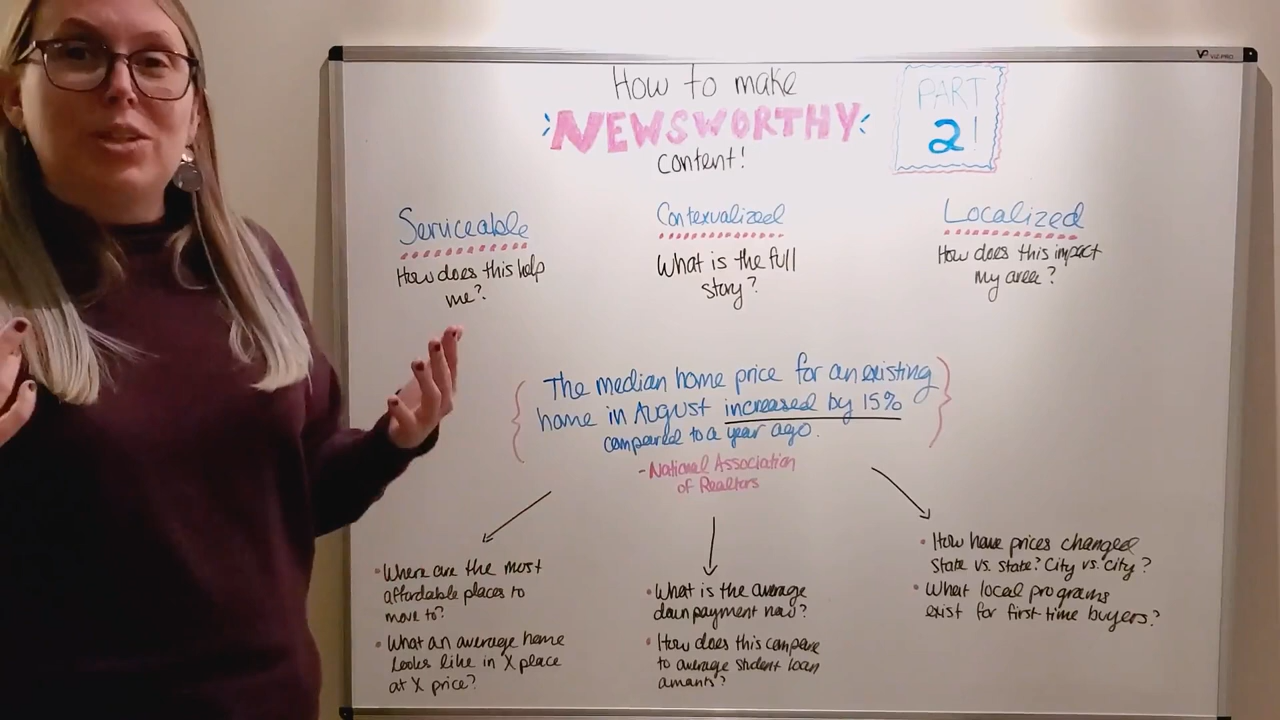 VIZ-PRO
How to make
NEWSWORTHY
content!
PART
2!
Serviceable
How does this help
me?
Contexualized
What is the full
story?
Localized
How does this impact
my area?
The median home price for an existing
home in August increased by 15%
compared to a year ago.
- National Association
of Realtors
• Where are the most
affordable places to
move to?
• What an average home
looks like in X place
at X price?
• What is the average
down payment now?
• How does this compare
to average student loan
amounts?
• How have prices changed
State vs. state? City vs. city?
• What local programs
exist for first-time buyers?